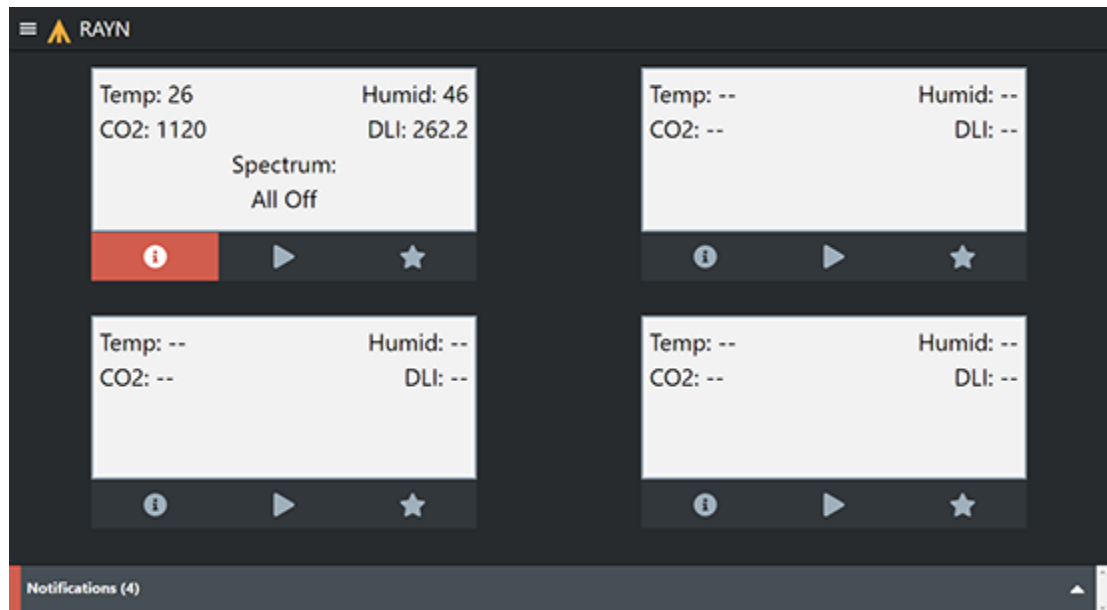 RAYN
Temp: 26 Humid: 46
CO2: 1120 DLI: 262.2
Spectrum:
All Off
Temp: -- Humid: --
CO2: -- DLI: --
Temp: -- Humid: --
CO2: -- DLI: --
Temp: -- Humid: --
CO2: -- DLI: --
Notifications (4)